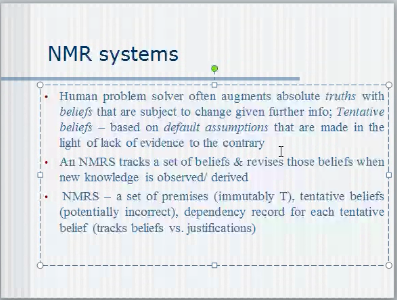 NMR systems
Human problem solver often augments absolute truths with
beliefs that are subject to change given further info; Tentative
beliefs – based on default assumptions that are made in the
light of lack of evidence to the contrary
An NMRS tracks a set of beliefs & revises those beliefs when
new knowledge is observed/ derived
NMRS – a set of premises (immutably T), tentative beliefs
(potentially incorrect), dependency record for each tentative
belief (tracks beliefs vs. justifications)